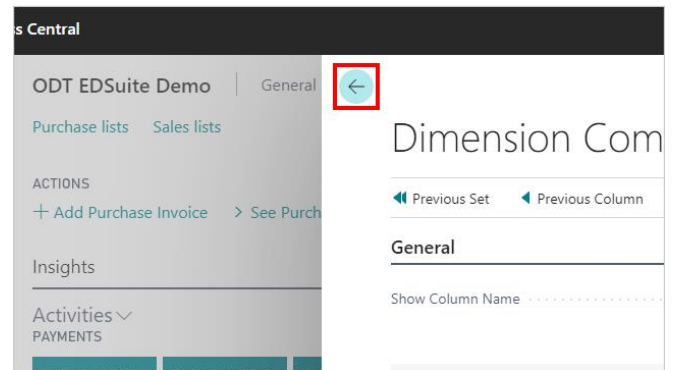 s Central
ODT EDSuite Demo
General
Purchase lists Sales lists
Dimension Com
ACTIONS
+ Add Purchase Invoice > See Purch
Previous Set Previous Column
General
Insights
Show Column Name
Activities
PAYMENTS